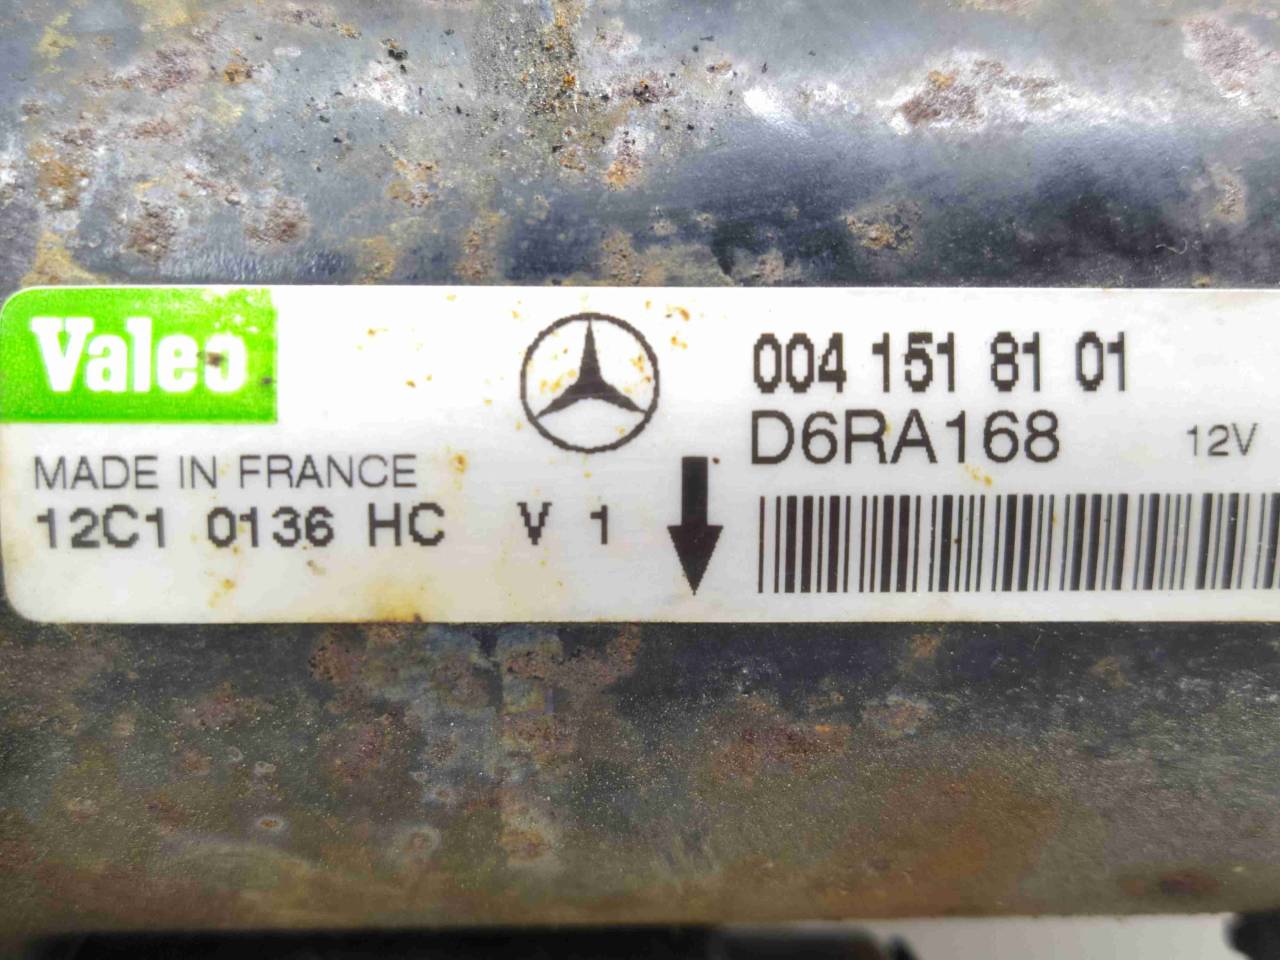 Valeo
004 151 81 01
D6RA168 12V
MADE IN FRANCE
12C1 0136 HC V 1